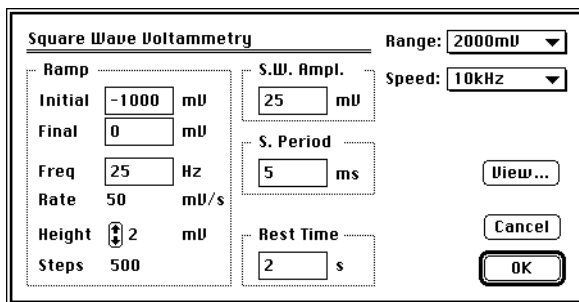 Square Wave Voltammetry
Range: 2000mV
Speed: 10kHz
Ramp
Initial -1000 mV
Final 0 mV
Freq 25 Hz
Rate 50 mV/s
Height 2 mV
Steps 500
S.W. Ampl.
25 mV
S. Period
5 ms
Rest Time
2 s
View...
Cancel
OK